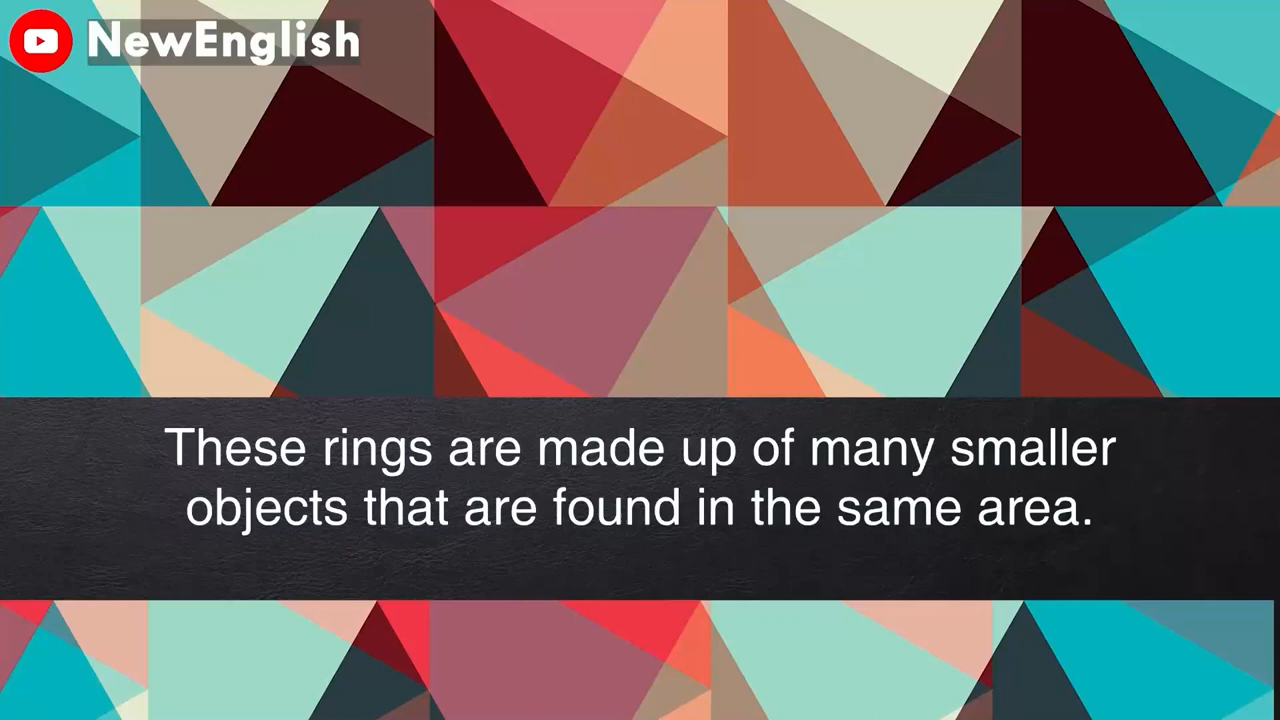 NewEnglish
These rings are made up of many smaller
objects that are found in the same area.